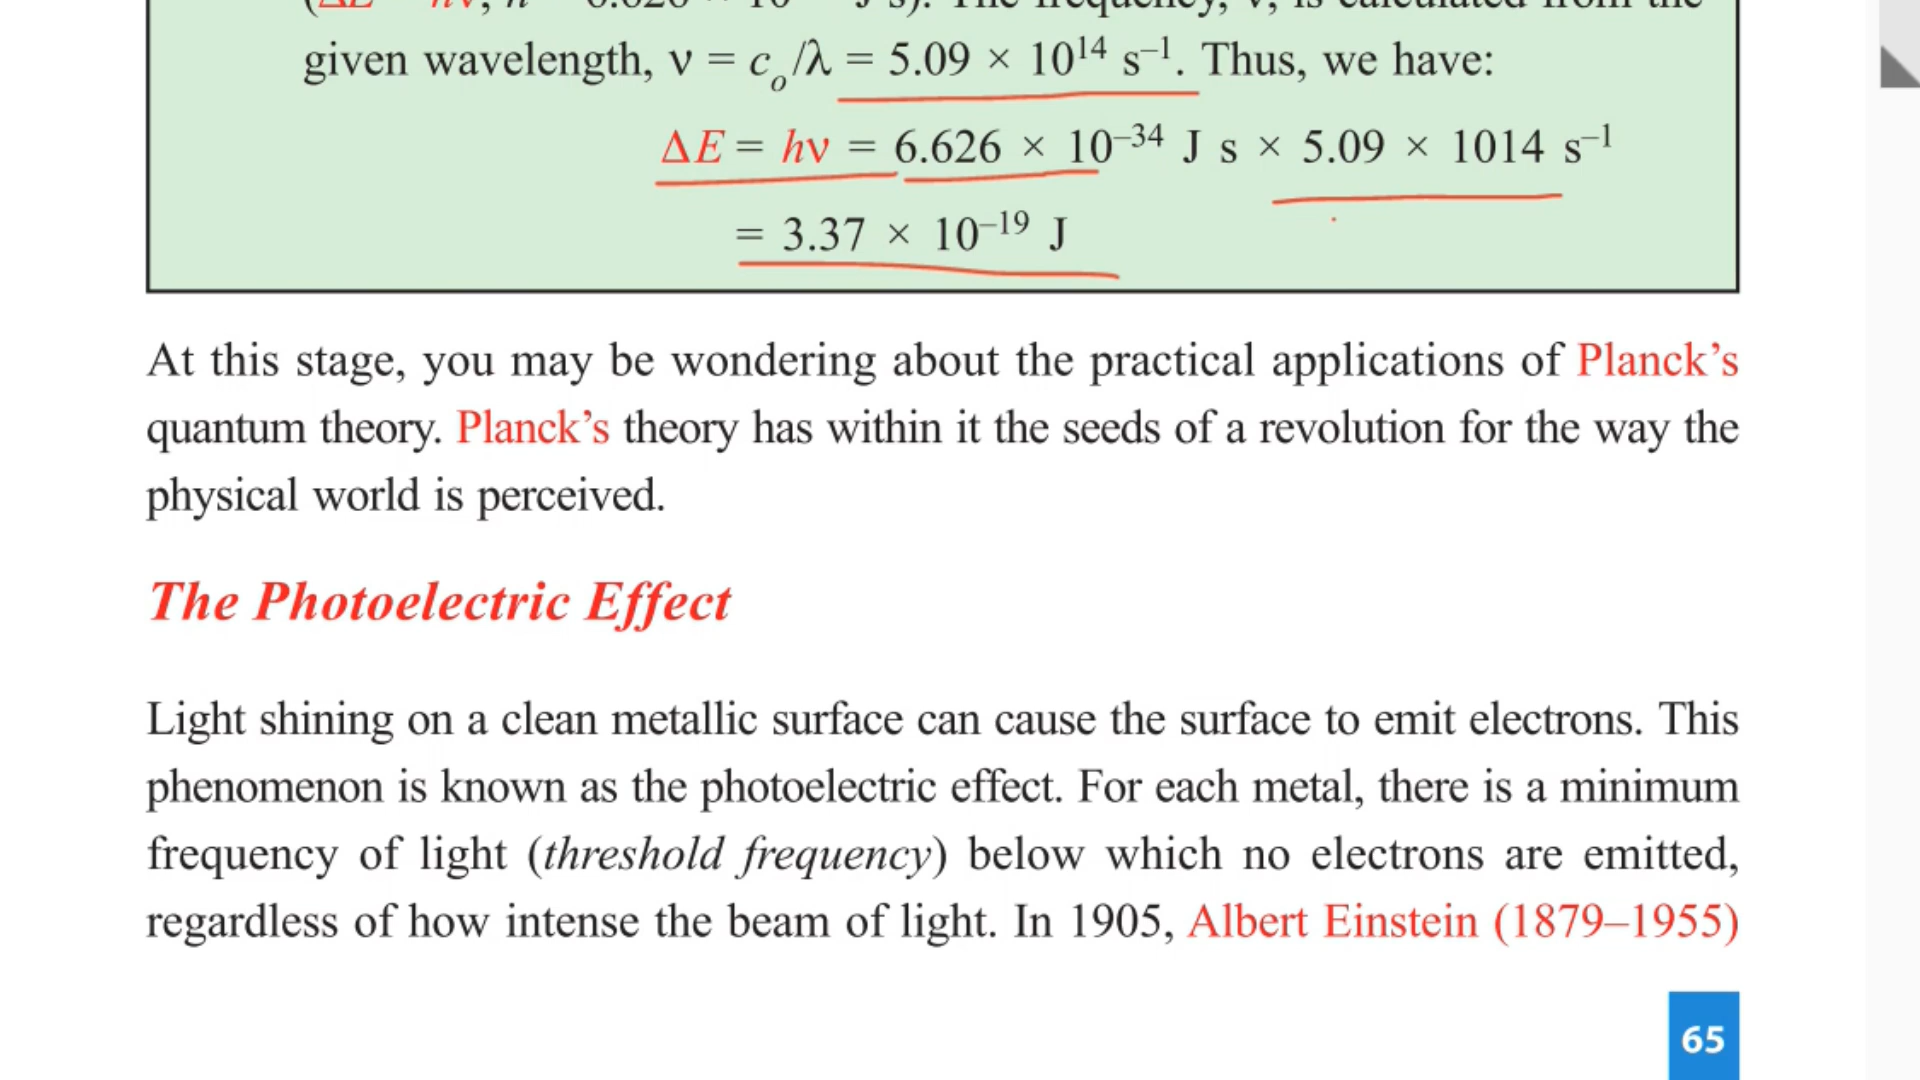 given wavelength, ν = cₒ/λ = 5.09 × 10¹⁴ s⁻¹. Thus, we have:
ΔE = hν = 6.626 × 10⁻³⁴ J s × 5.09 × 1014 s⁻¹
= 3.37 × 10⁻¹⁹ J
At this stage, you may be wondering about the practical applications of Planck’s
quantum theory. Planck’s theory has within it the seeds of a revolution for the way the
physical world is perceived.
The Photoelectric Effect
Light shining on a clean metallic surface can cause the surface to emit electrons. This
phenomenon is known as the photoelectric effect. For each metal, there is a minimum
frequency of light (threshold frequency) below which no electrons are emitted,
regardless of how intense the beam of light. In 1905, Albert Einstein (1879–1955)
65